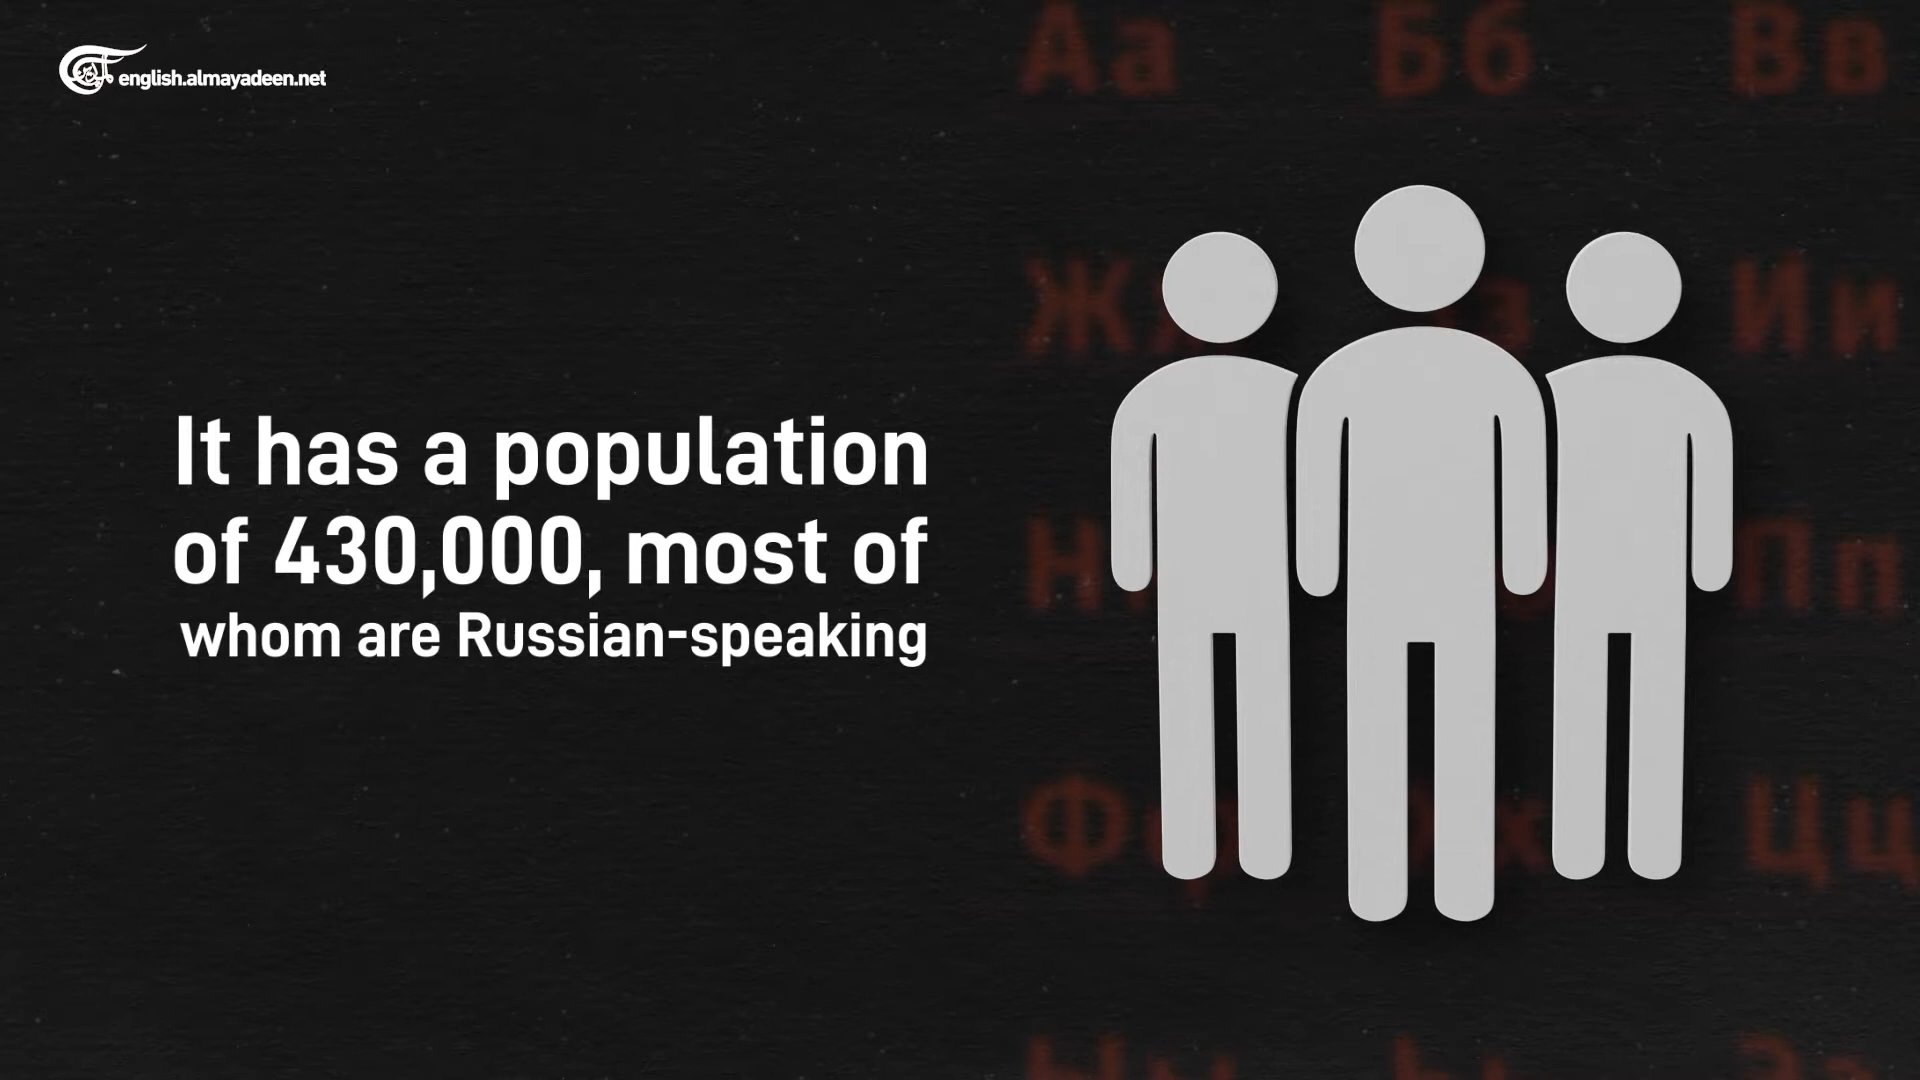 english.almayadeen.net
Аа Бб Вв
It has a population
of 430,000, most of
whom are Russian-speaking
Ж Ии
Н Пп
Ф Цц